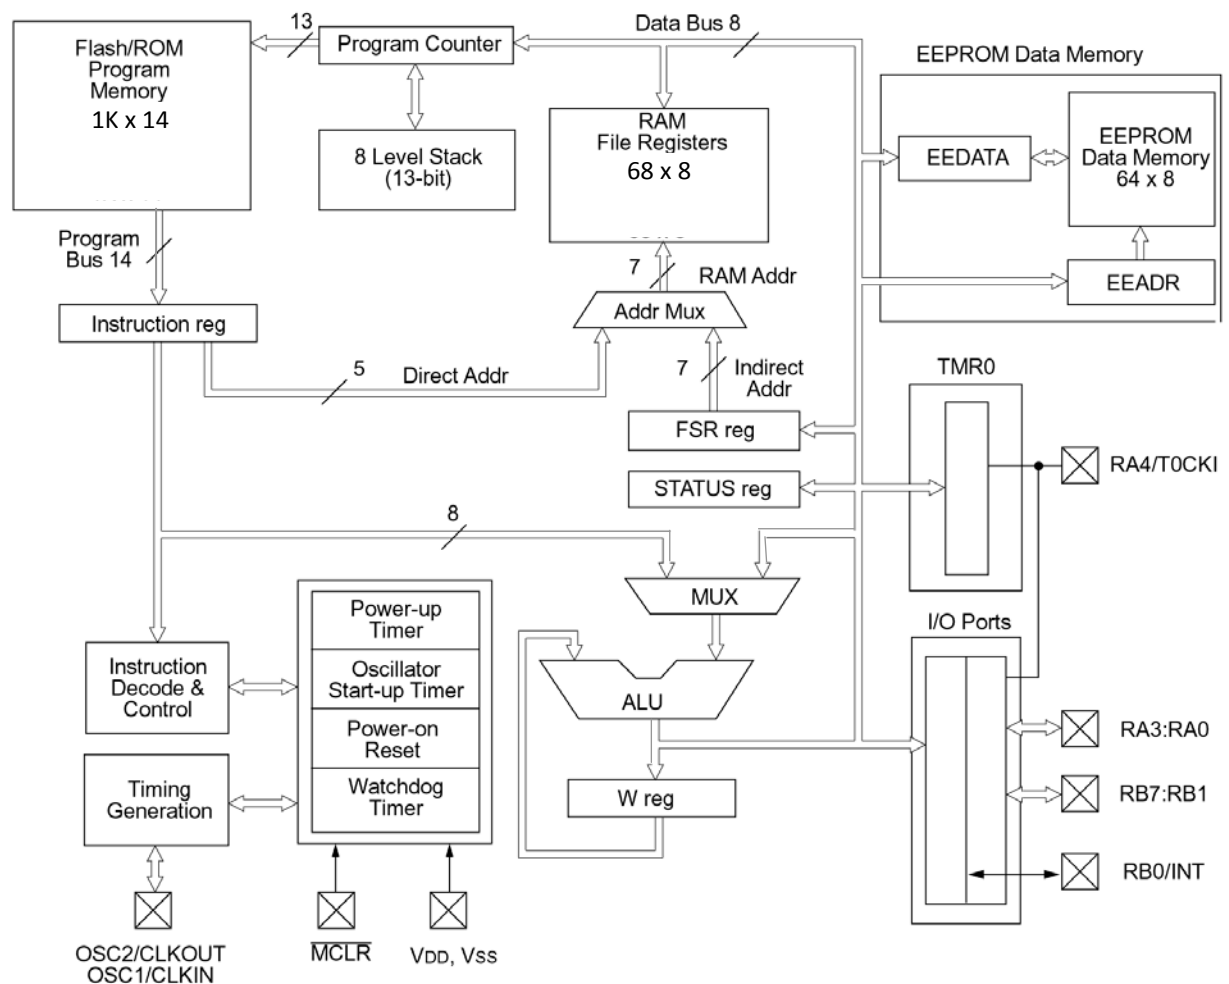 Flash/ROM
Program
Memory
1K x 14
13
Program Counter
8 Level Stack
(13-bit)
Data Bus 8
RAM
File Registers
68 x 8
EEPROM Data Memory
EEDATA
EEPROM
Data Memory
64 x 8
EEADR
Program
Bus 14
Instruction reg
7
RAM Addr
Addr Mux
5
Direct Addr
7
Indirect
Addr
FSR reg
STATUS reg
TMR0
RA4/T0CKI
8
MUX
ALU
W reg
Power-up
Timer
Oscillator
Start-up Timer
Power-on
Reset
Watchdog
Timer
Instruction
Decode &
Control
Timing
Generation
I/O Ports
RA3:RA0
RB7:RB1
RB0/INT
OSC2/CLKOUT
OSC1/CLKIN
MCLR
VDD, VSS